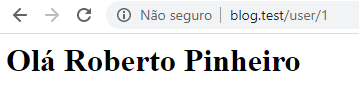 Não seguro | blog.test/user/1
Olá Roberto Pinheiro